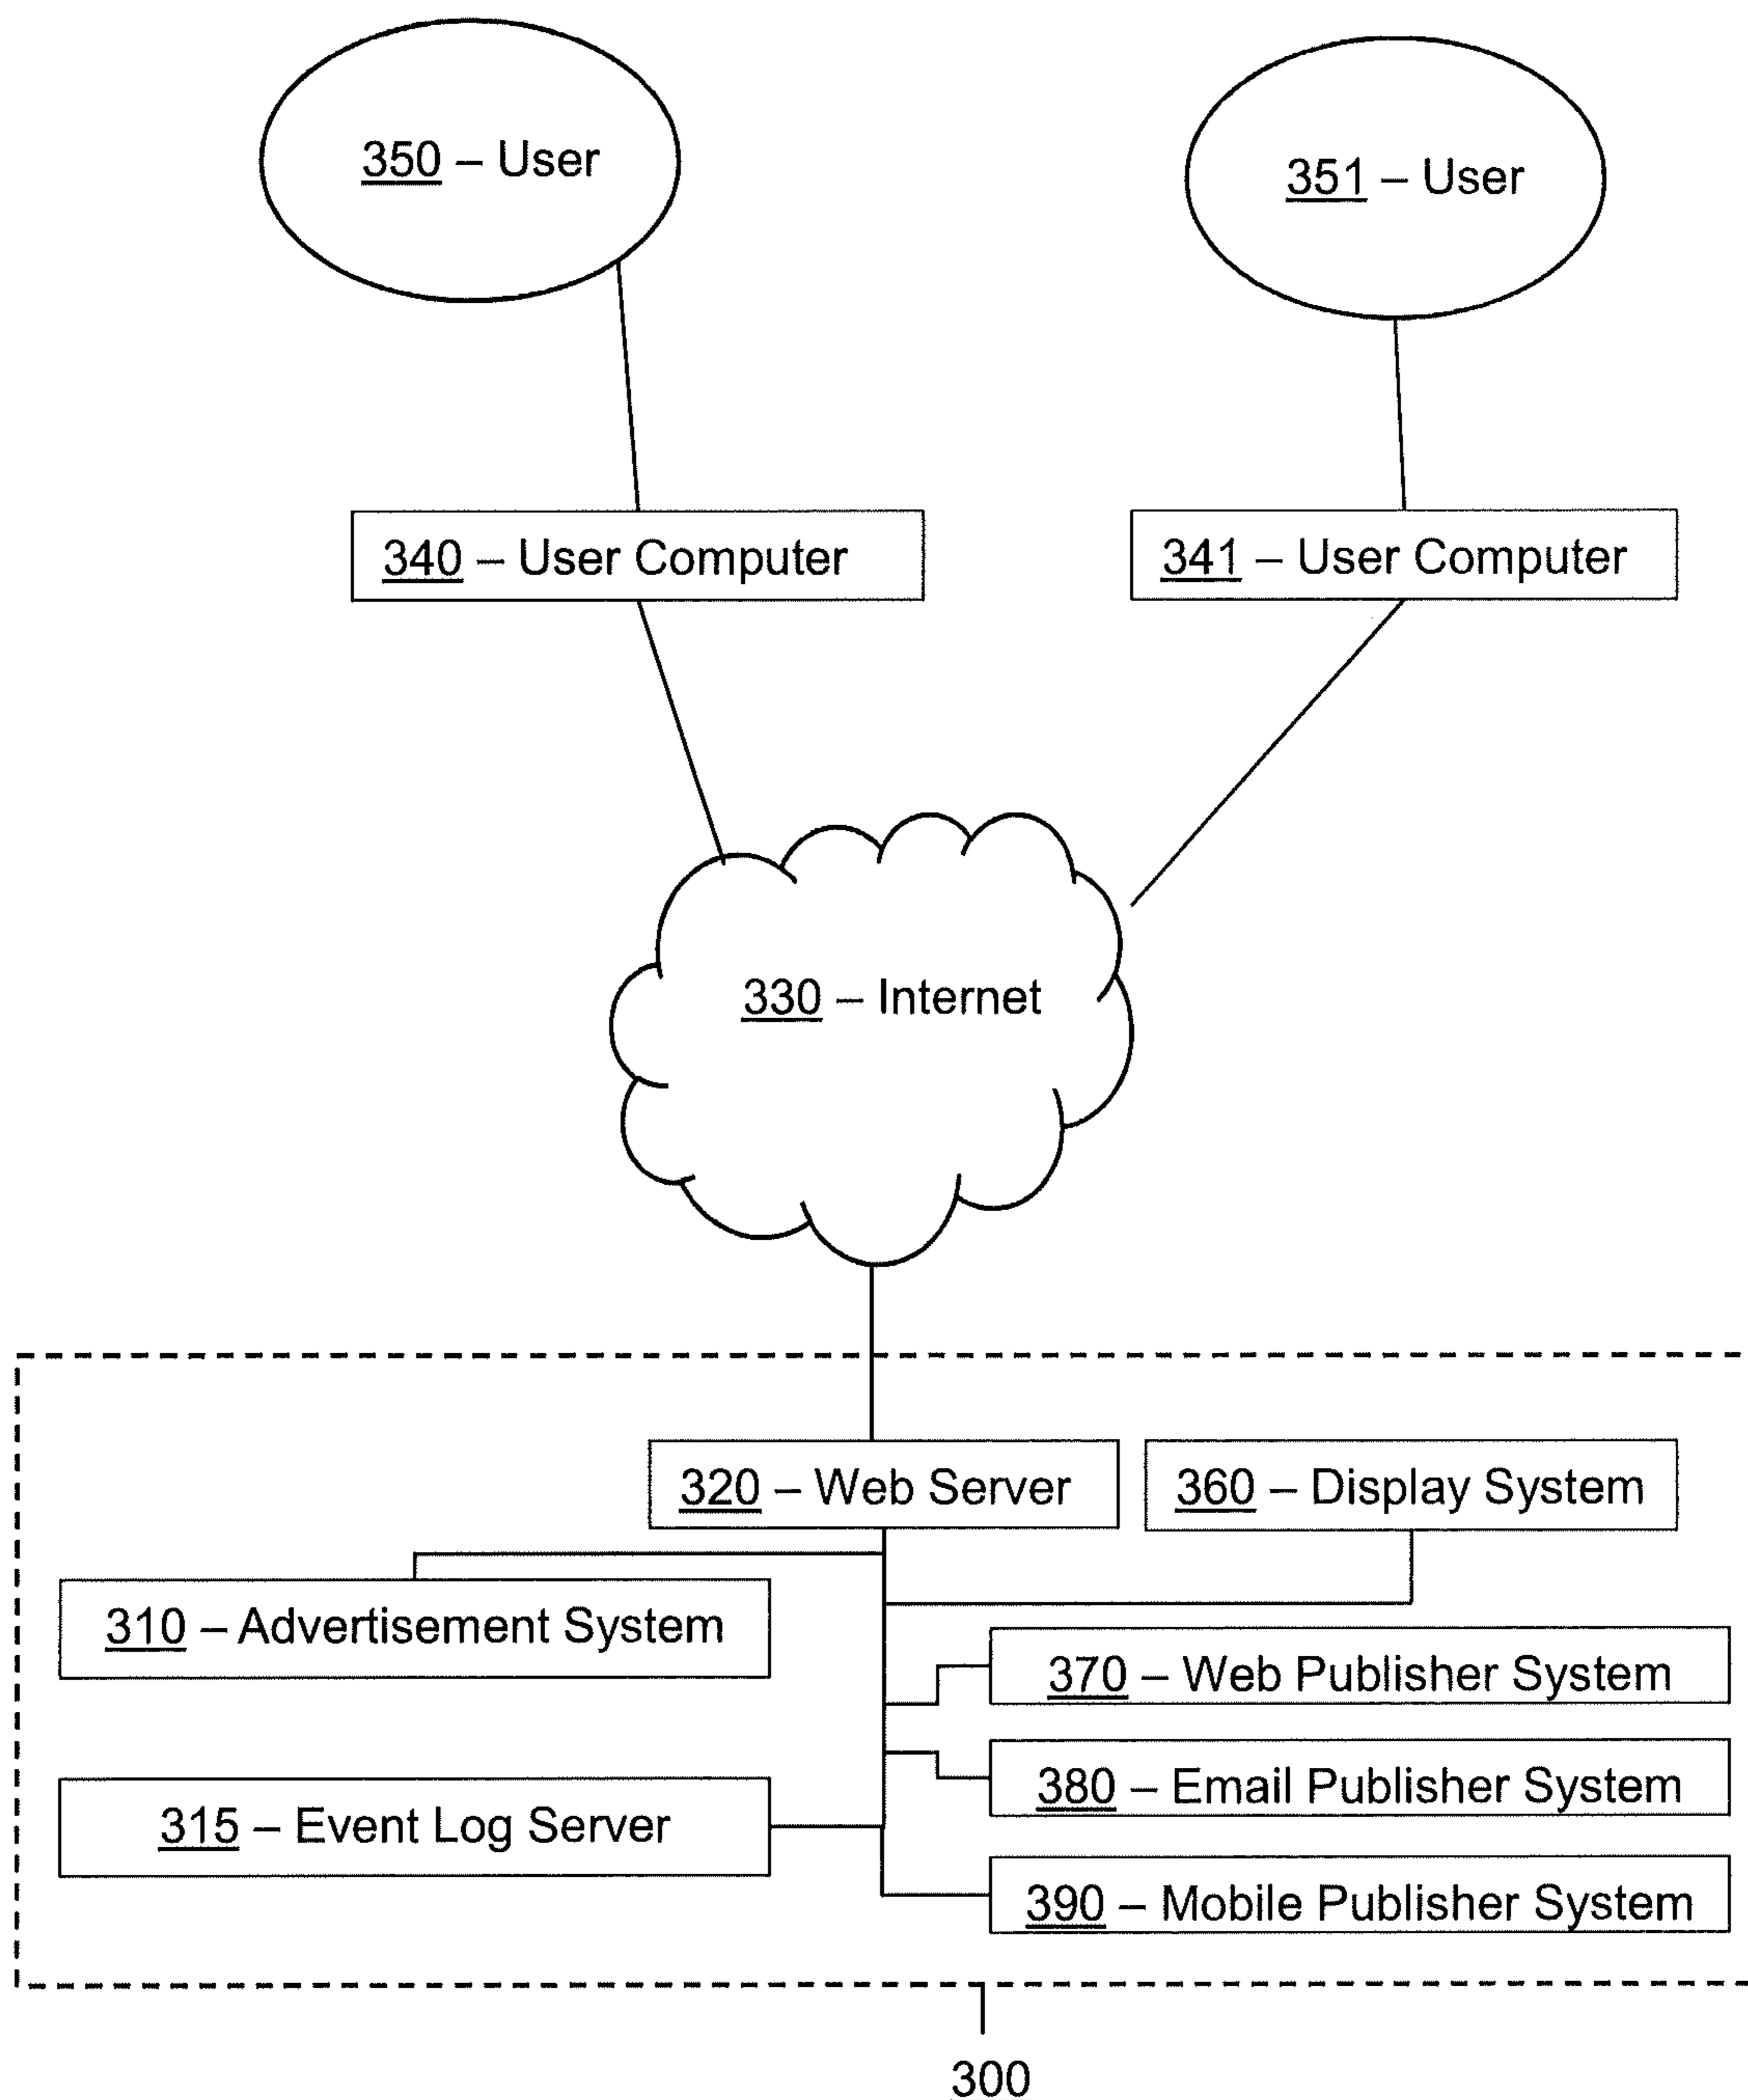 350 – User
351 – User
340 – User Computer
341 – User Computer
330 – Internet
320 – Web Server
360 – Display System
310 – Advertisement System
370 – Web Publisher System
380 – Email Publisher System
315 – Event Log Server
390 – Mobile Publisher System
300